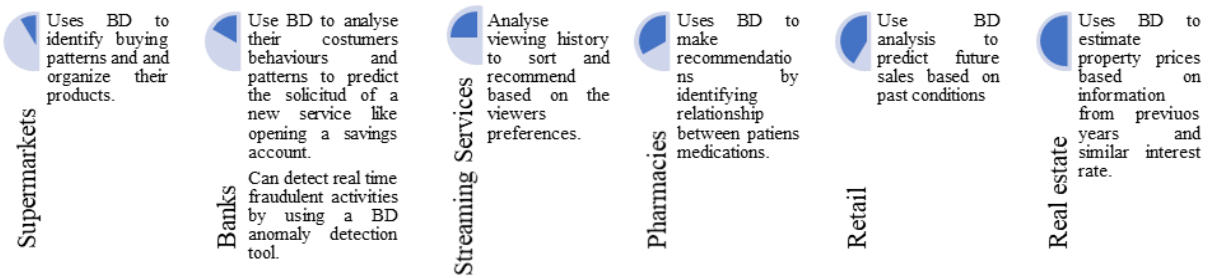 Supermarkets
Uses BD to
identify buying
patterns and and
organize their
products.
Banks
Use BD to analyse
their costumers
behaviours and
patterns to predict
the solicitud of a
new service like
opening a savings
account.
Can detect real time
fraudulent activities
by using a BD
anomaly detection
tool.
Streaming Services
Analyse
viewing history
to sort and
recommend
based on the
viewers
preferences.
Pharmacies
Uses BD to
make
recommendatio
ns by
identifying
relationship
between patiens
medications.
Retail
Use BD
analysis to
predict future
sales based on
past conditions
Real estate
Uses BD to
estimate
property prices
based on
information
from previuos
years and
similar interest
rate.